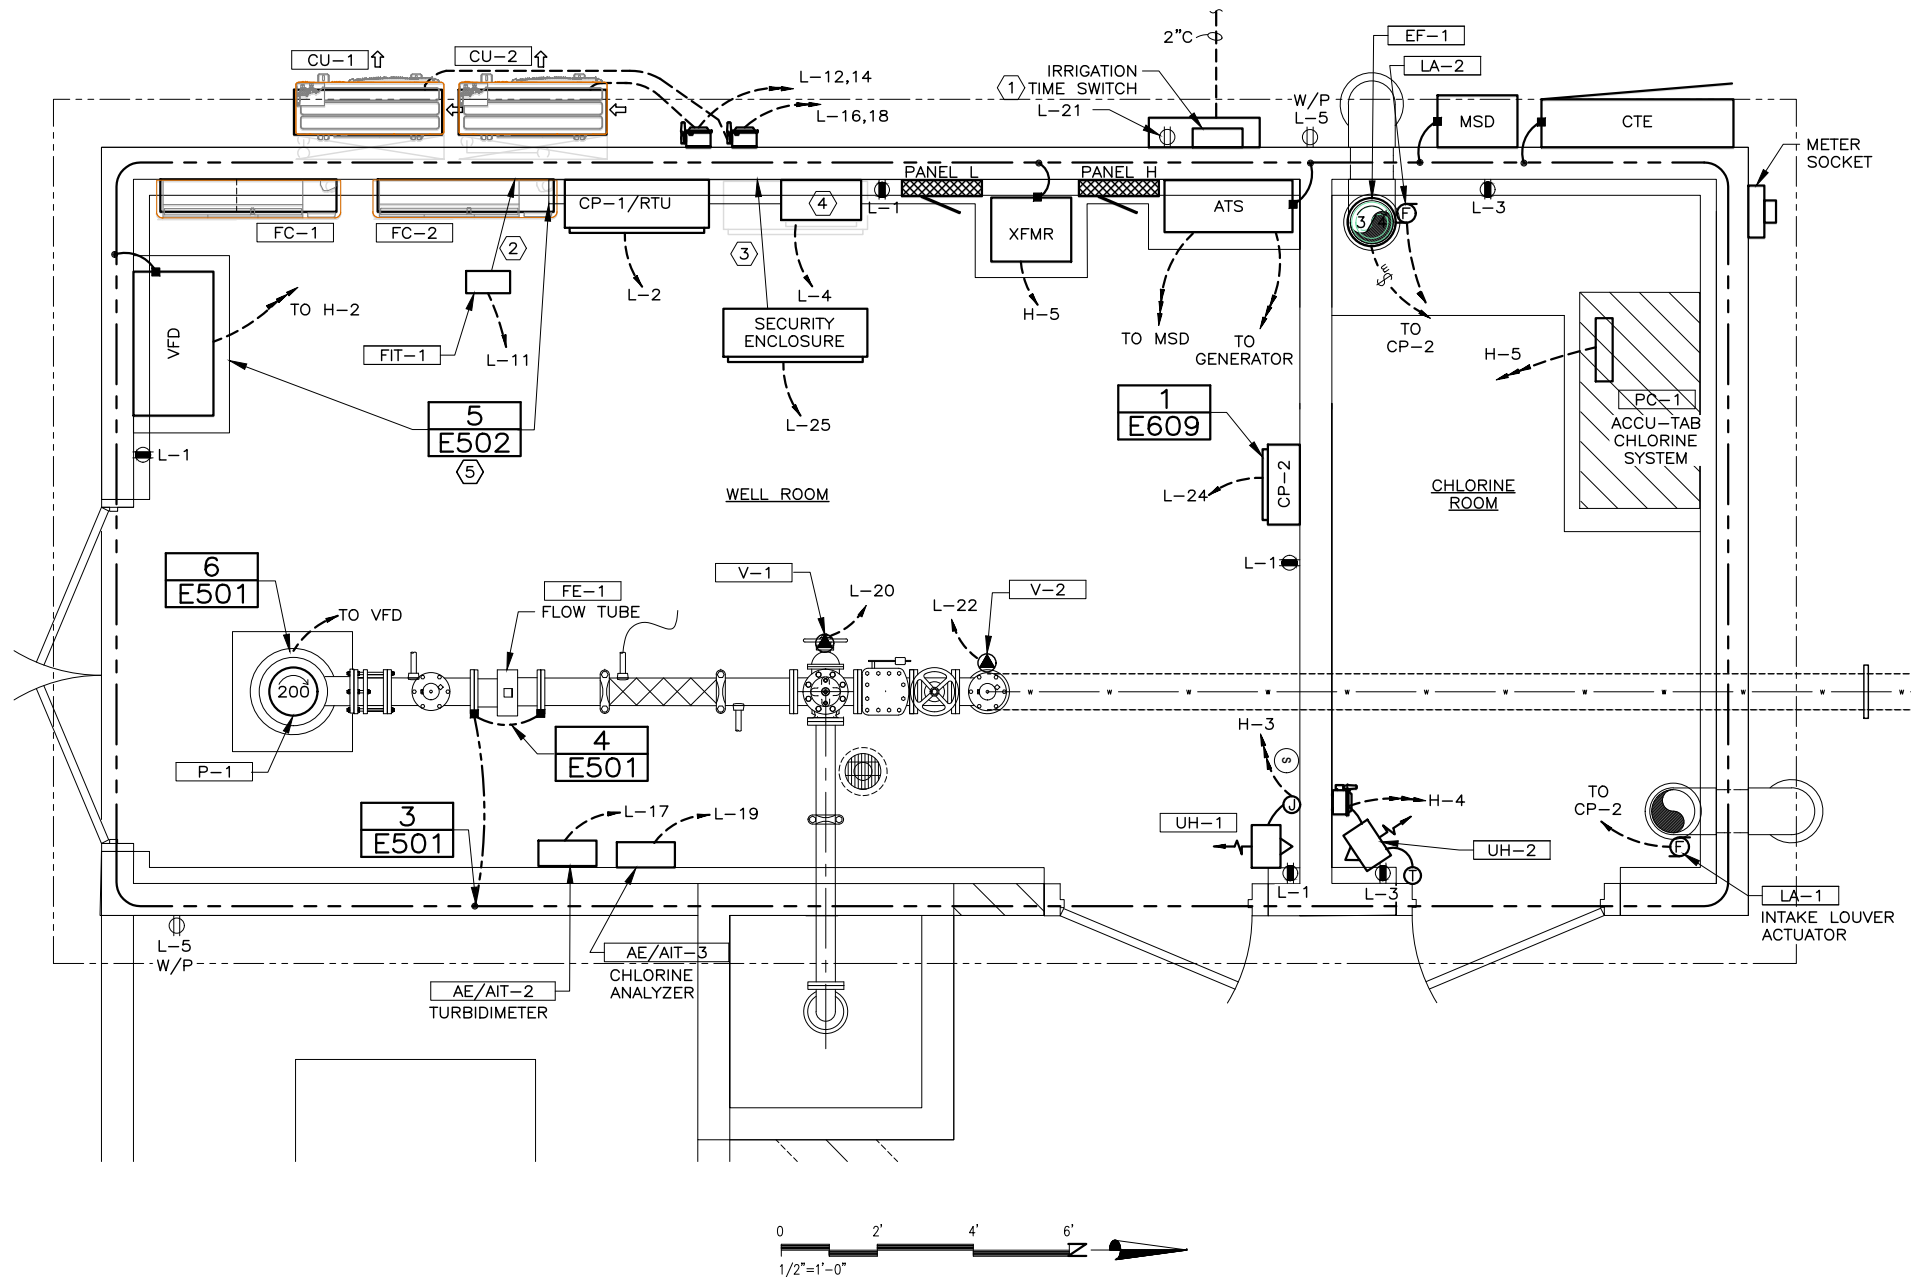 CU-1
CU-2
2"C
EF-1
LA-2
L-12,14
L-16,18
IRRIGATION
1
TIME SWITCH
L-21
W/P
L-5
MSD
CTE
METER
SOCKET
PANEL L
PANEL H
CP-1/RTU
4
L-1
ATS
3 4
F
L-3
FC-1
FC-2
2
3
XFMR
E
$
L-2
L-4
H-5
TO H-2
VFD
FIT-1
L-11
SECURITY
ENCLOSURE
TO MSD
TO
GENERATOR
TO
CP-2
H-5
PC-1
ACCU-TAB
CHLORINE
SYSTEM
L-25
5
E502
5
1
E609
L-1
CP-2
L-24
WELL ROOM
CHLORINE
ROOM
L-1
6
E501
TO VFD
FE-1
FLOW TUBE
V-1
L-20
L-22
V-2
200
W W W W W W W W W W W W
P-1
4
E501
H-3
S
J
3
E501
L-17
L-19
UH-1
H-4
UH-2
TO
CP-2
F
T
L-1
L-3
LA-1
INTAKE LOUVER
ACTUATOR
L-5
W/P
AE/AIT-3
CHLORINE
ANALYZER
AE/AIT-2
TURBIDIMETER
0 2' 4' 6'
Z
1/2"=1'-0"